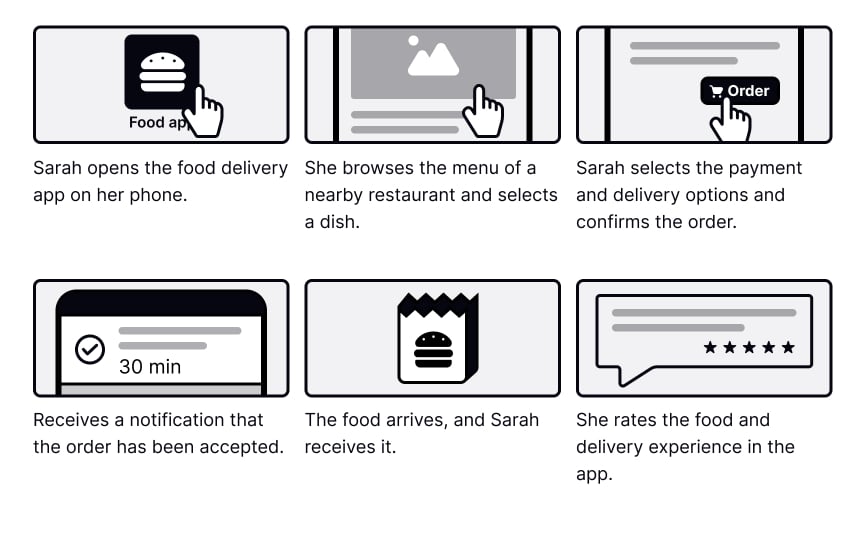 Food app
Sarah opens the food delivery
app on her phone.
She browses the menu of a
nearby restaurant and selects
a dish.
Order
Sarah selects the payment
and delivery options and
confirms the order.
30 min
Receives a notification that
the order has been accepted.
The food arrives, and Sarah
receives it.
She rates the food and
delivery experience in the
app.